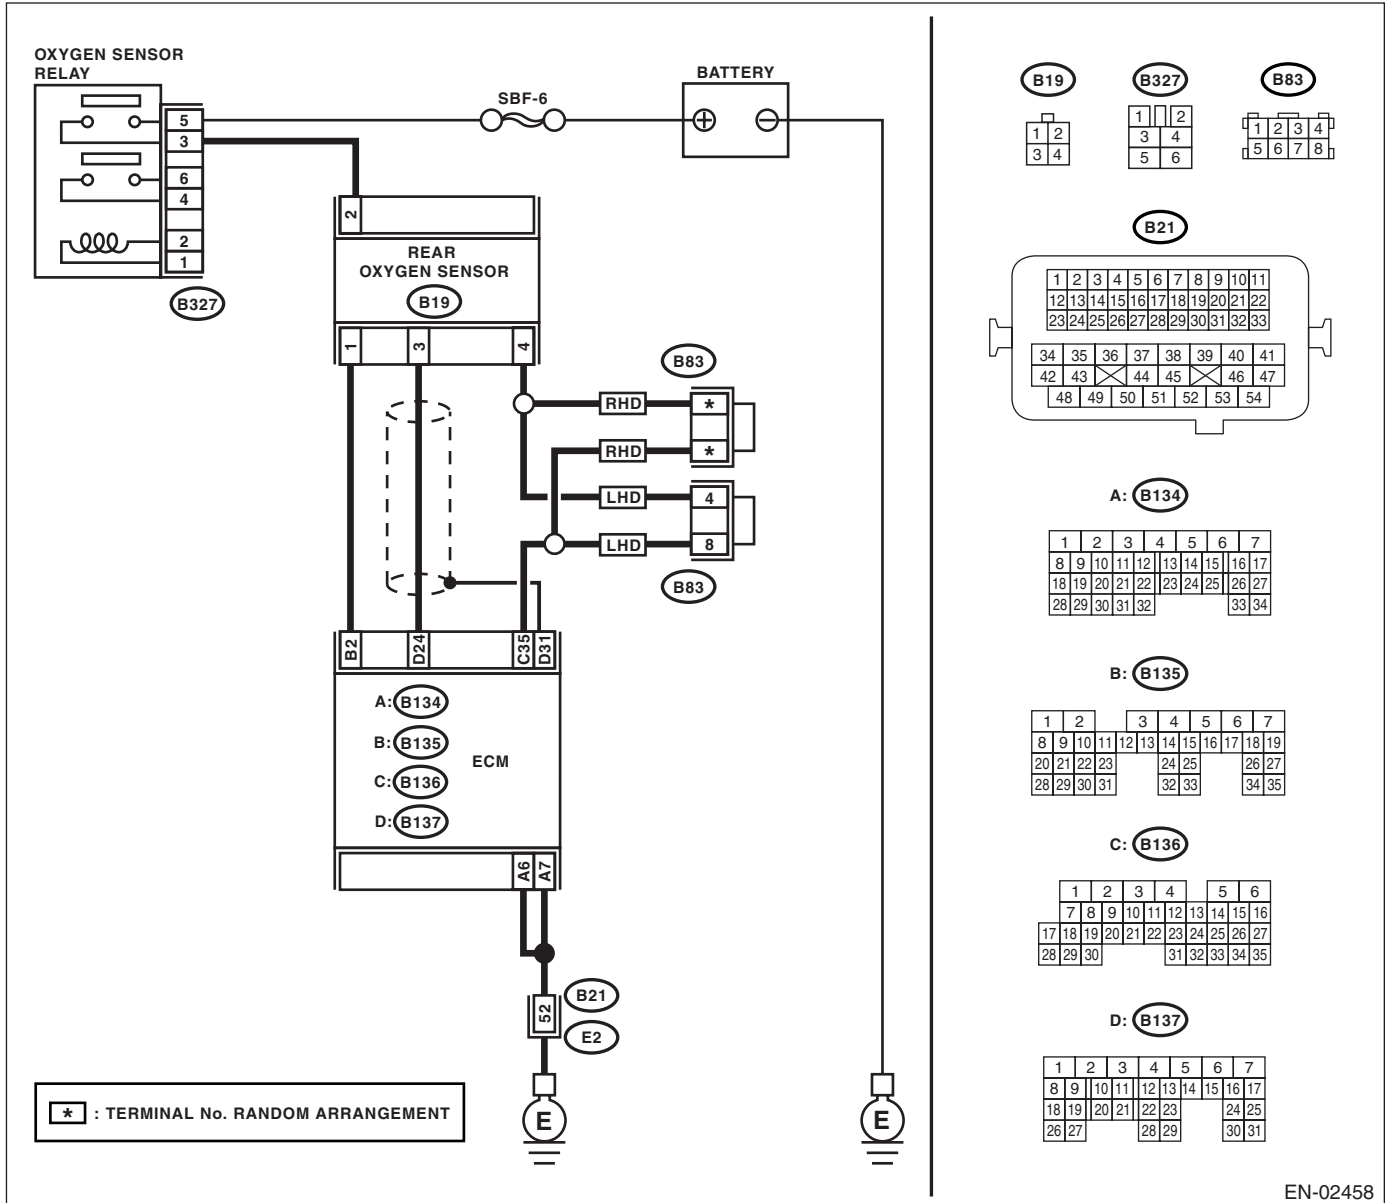 OXYGEN SENSOR
RELAY
5
3
6
4
2
1
B327
SBF-6
BATTERY
2
REAR
OXYGEN SENSOR
B19
1
3
4
B83
RHD
*
RHD
*
LHD
4
LHD
8
B83
B2
D24
C35
D31
A: B134
B: B135
C: B136
D: B137
ECM
A6
A7
52
B21
E2
E
E
* : TERMINAL No. RANDOM ARRANGEMENT
B19
1 2
3 4
B327
1 2
3 4
5 6
B83
1 2 3 4
5 6 7 8
B21
1 2 3 4 5 6 7 8 9 10 11
12 13 14 15 16 17 18 19 20 21 22
23 24 25 26 27 28 29 30 31 32 33
34 35 36 37 38 39 40 41
42 43 44 45 46 47
48 49 50 51 52 53 54
A: B134
1 2 3 4 5 6 7
8 9 10 11 12 13 14 15 16 17
18 19 20 21 22 23 24 25 26 27
28 29 30 31 32 33 34
B: B135
1 2 3 4 5 6 7
8 9 10 11 12 13 14 15 16 17 18 19
20 21 22 23 24 25 26 27
28 29 30 31 32 33 34 35
C: B136
1 2 3 4 5 6
7 8 9 10 11 12 13 14 15 16
17 18 19 20 21 22 23 24 25 26 27
28 29 30 31 32 33 34 35
D: B137
1 2 3 4 5 6 7
8 9 10 11 12 13 14 15 16 17
18 19 20 21 22 23 24 25
26 27 28 29 30 31
EN-02458